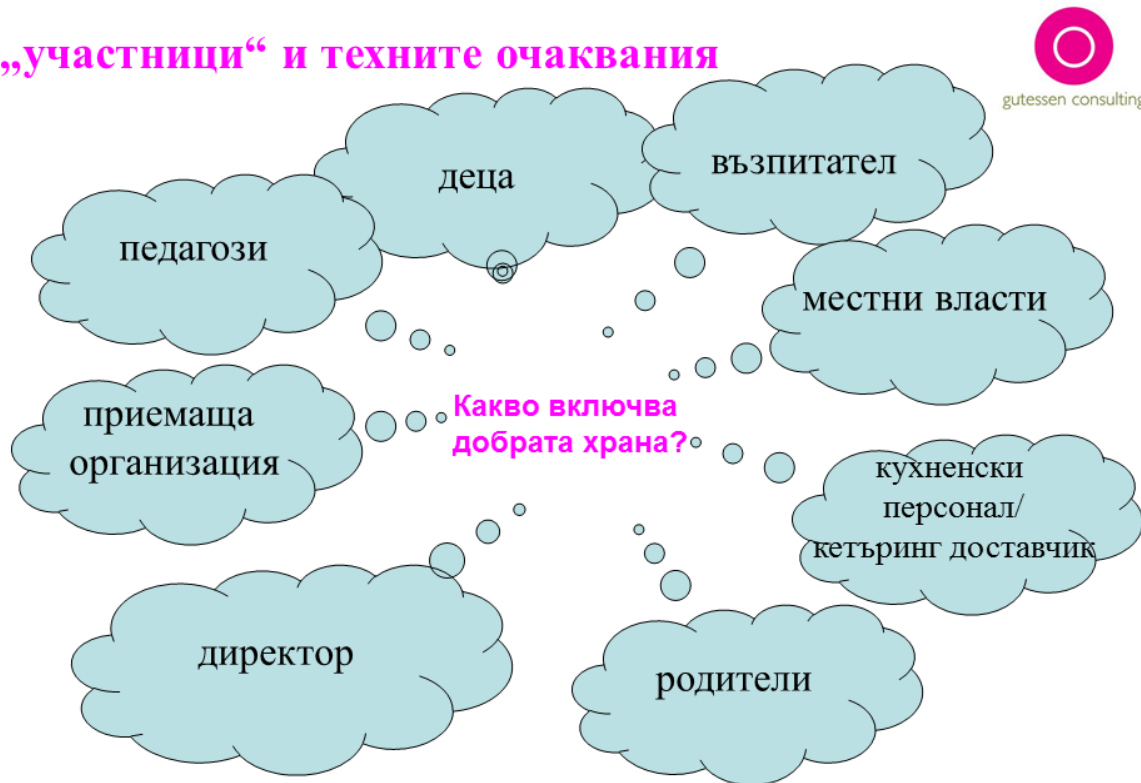 „участници“ и техните очаквания
gutessen consulting
деца
възпитател
педагози
местни власти
Какво включва
добрата храна?
приемаща
организация
кухненски
персонал/
кетъринг доставчик
директор
родители